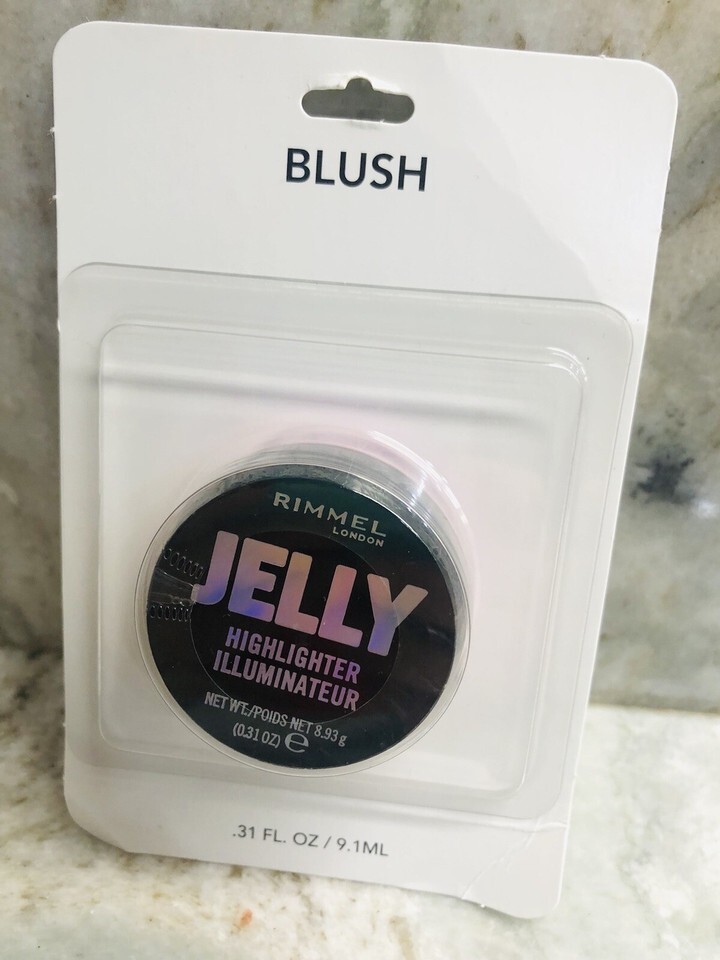 BLUSH
RIMMEL
LONDON
JELLY
HIGHLIGHTER
ILLUMINATEUR
NET WT./POIDS NET 8.93 g
(0.31 OZ) ℮
.31 FL. OZ / 9.1ML